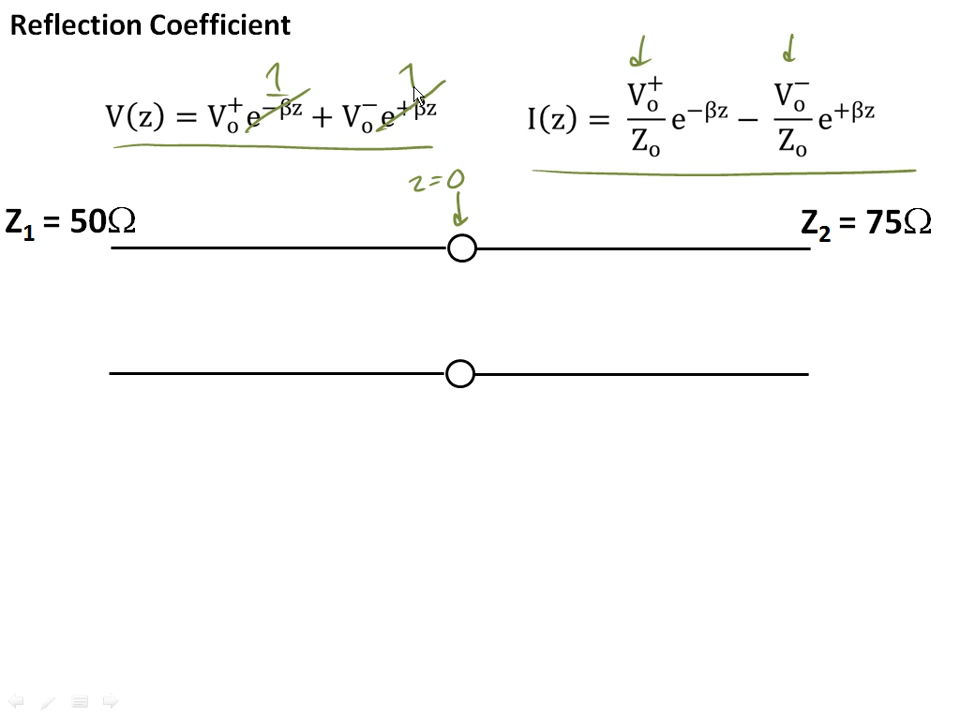 Reflection Coefficient
1 1
V(z) = V₀⁺e^(−βz) + V₀⁻e^(+βz)
I(z) = V₀⁺/Z₀ e^(−βz) − V₀⁻/Z₀ e^(+βz)
z=0
Z₁ = 50Ω
Z₂ = 75Ω